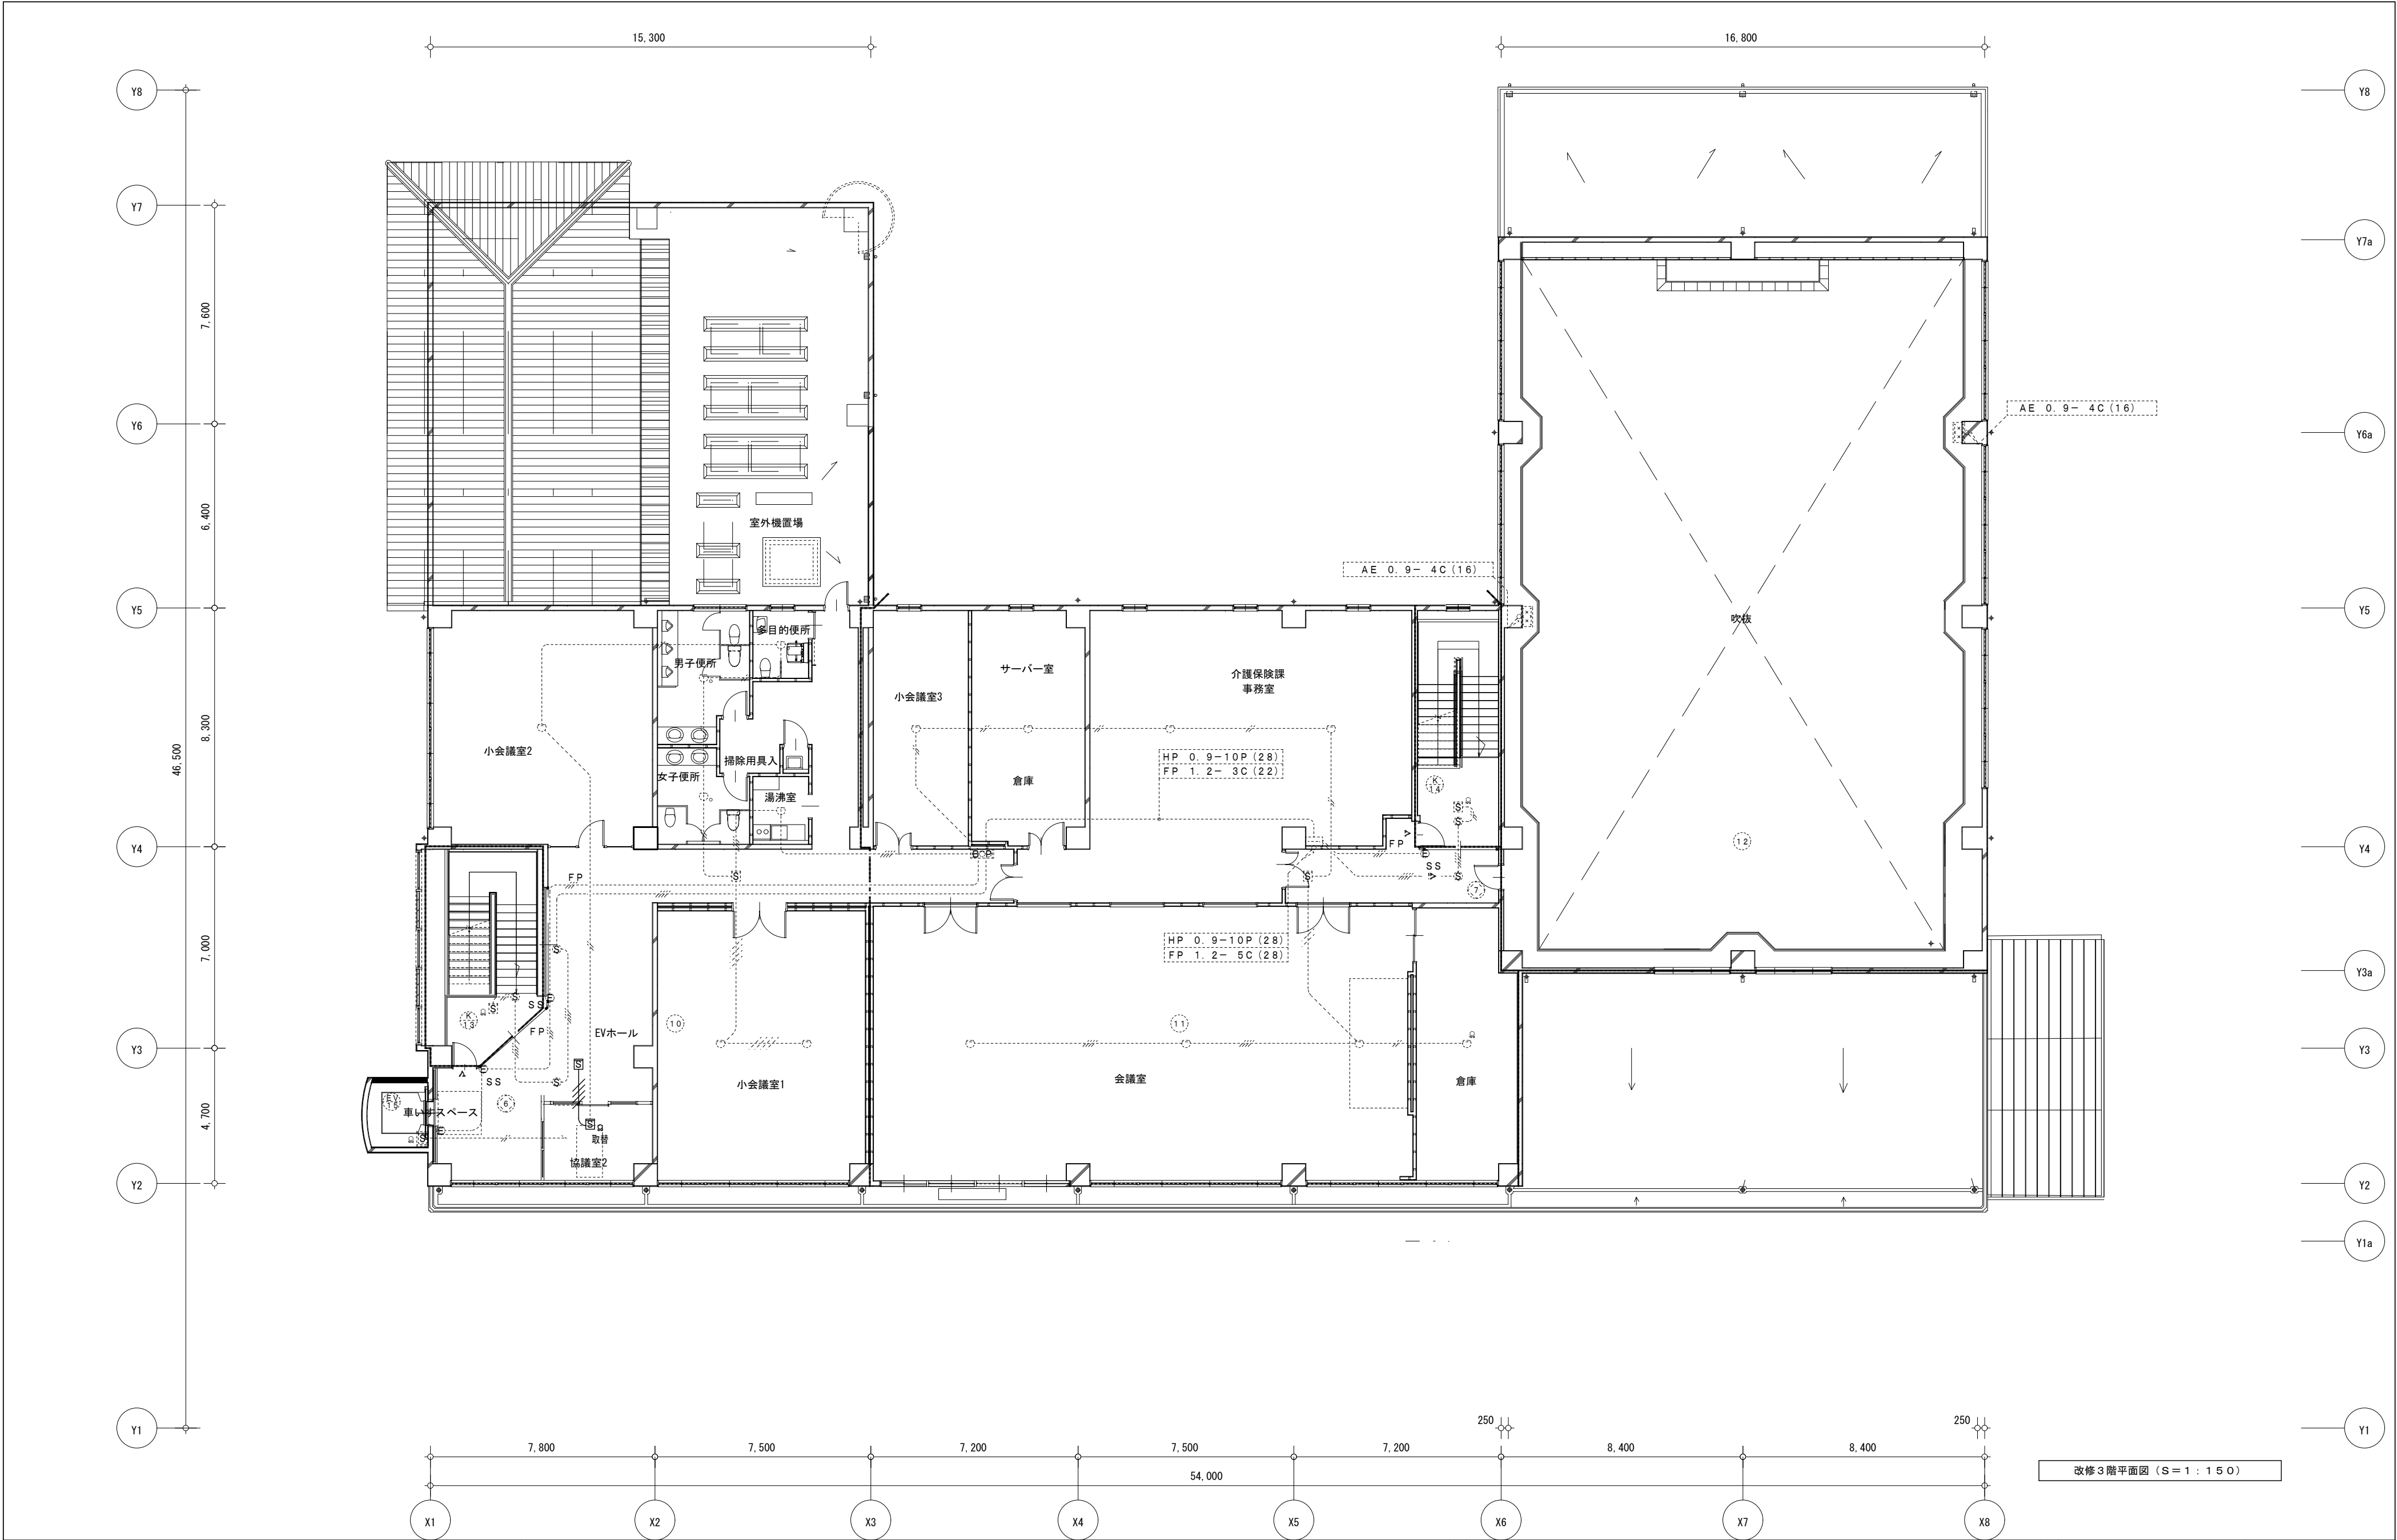 15,300
16,800
Y8
Y8
Y7
Y7a
7,600
Y6
AE 0.9− 4C(16)
Y6a
6,400
室外機置場
AE 0.9− 4C(16)
Y5
Y5
多目的便所
吹抜
男子便所
サーバー室
介護保険課
事務室
小会議室3
8,300
46,500
小会議室2
掃除用具入
HP 0.9−10P(28)
FP 1.2− 3C(22)
女子便所
倉庫
湯沸室
K
14
S
S
12
Y4
FP
Y4
SS
FP
S
S
S
7
7,000
S
HP 0.9−10P(28)
FP 1.2− 5C(28)
Y3a
S
SS
S
K
13
FP
EVホール
10
11
Y3
Y3
S
SS
S
小会議室1
会議室
倉庫
EV
15
車いすスペース
6
4,700
S
S
取替
協議室2
Y2
Y2
Y1a
Y1
Y1
250
250
7,800
7,500
7,200
7,500
7,200
8,400
8,400
54,000
改修3階平面図(S=1:150)
X1
X2
X3
X4
X5
X6
X7
X8